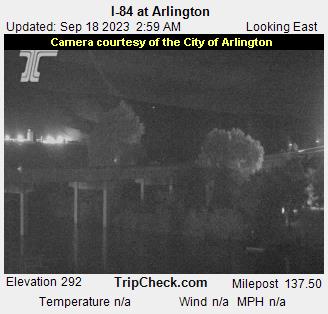 I-84 at Arlington
Updated: Sep 18 2023 2:59 AM Looking East
Camera courtesy of the City of Arlington
Elevation 292 TripCheck.com Milepost 137.50
Temperature n/a Wind n/a MPH n/a